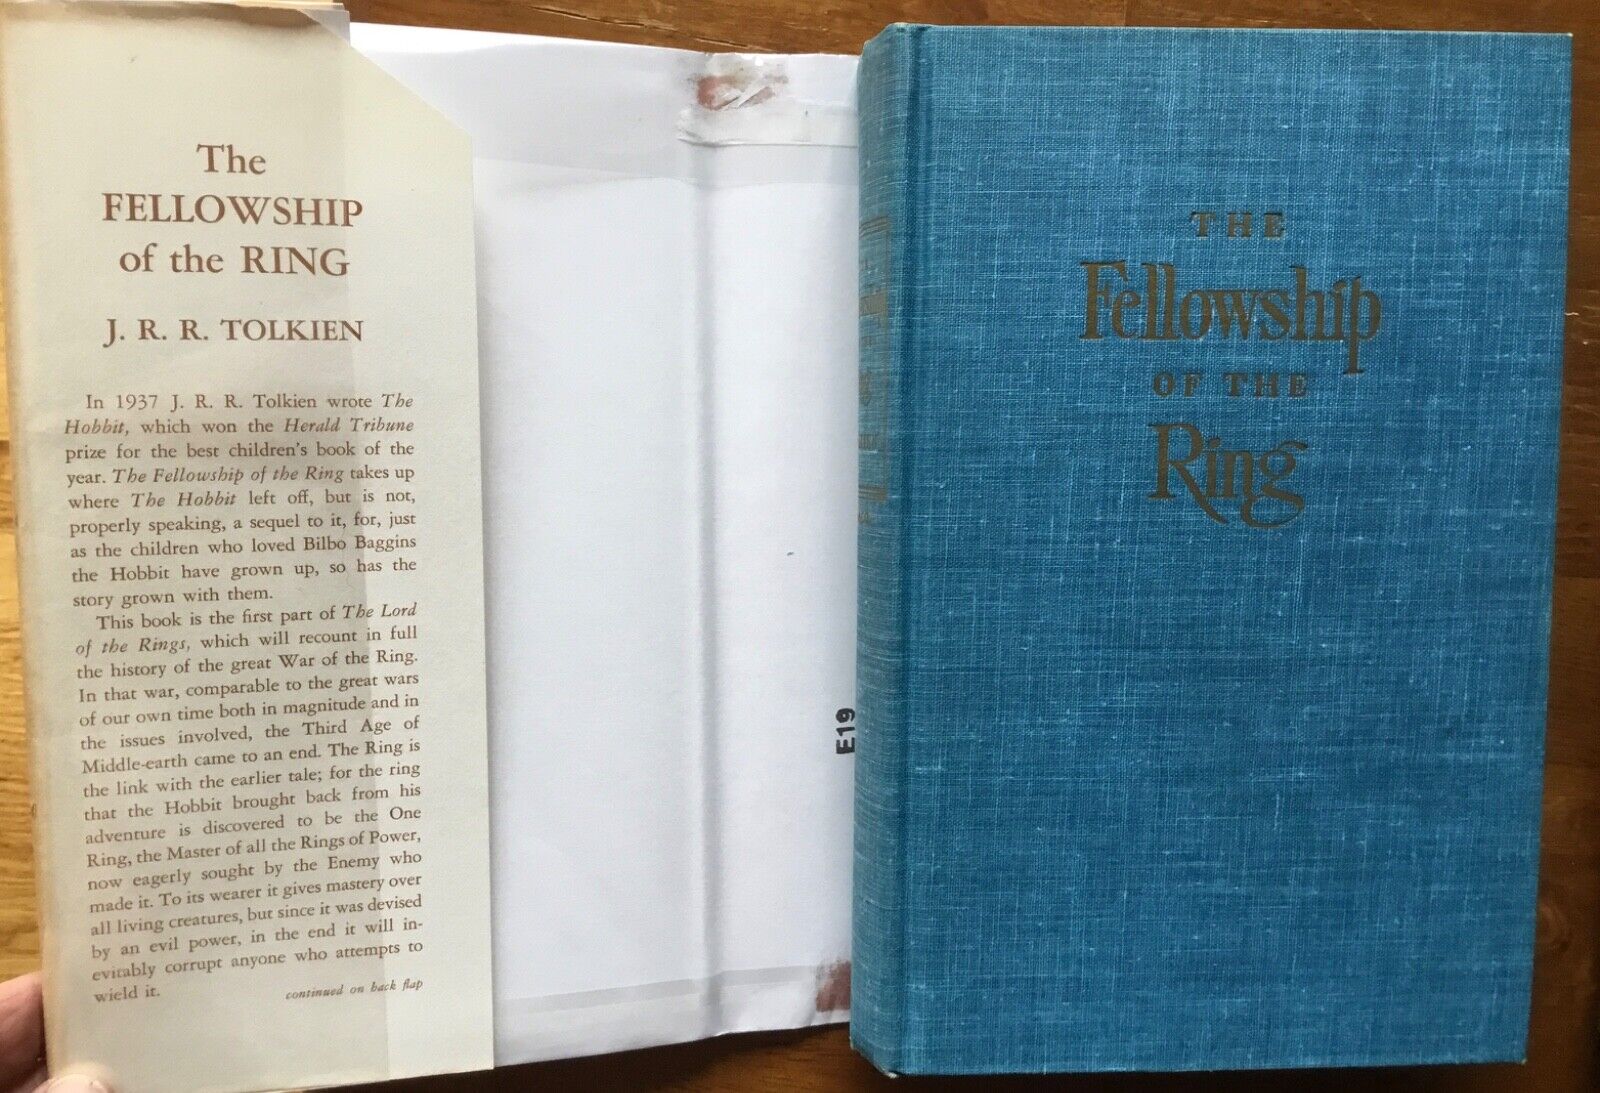 The
FELLOWSHIP
of the RING
J. R. R. TOLKIEN
In 1937 J. R. R. Tolkien wrote The
Hobbit, which won the Herald Tribune
prize for the best children's book of the
year. The Fellowship of the Ring takes up
where The Hobbit left off, but is not,
properly speaking, a sequel to it, for, just
as the children who loved Bilbo Baggins
the Hobbit have grown up, so has the
story grown with them.
This book is the first part of The Lord
of the Rings, which will recount in full
the history of the great War of the Ring.
In that war, comparable to the great wars
of our own time both in magnitude and in
the issues involved, the Third Age of
Middle-earth came to an end. The Ring is
the link with the earlier tale; for the ring
that the Hobbit brought back from his
adventure is discovered to be the One
Ring, the Master of all the Rings of Power,
now eagerly sought by the Enemy who
made it. To its wearer it gives mastery over
all living creatures, but since it was devised
by an evil power, in the end it will in-
evitably corrupt anyone who attempts to
wield it.
continued on back flap
E19
THE
Fellowship
OF THE
Ring